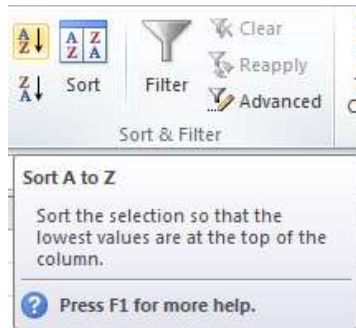 Clear
Reapply
Advanced
Sort
Filter
Sort & Filter
Sort A to Z
Sort the selection so that the
lowest values are at the top of the
column.
Press F1 for more help.